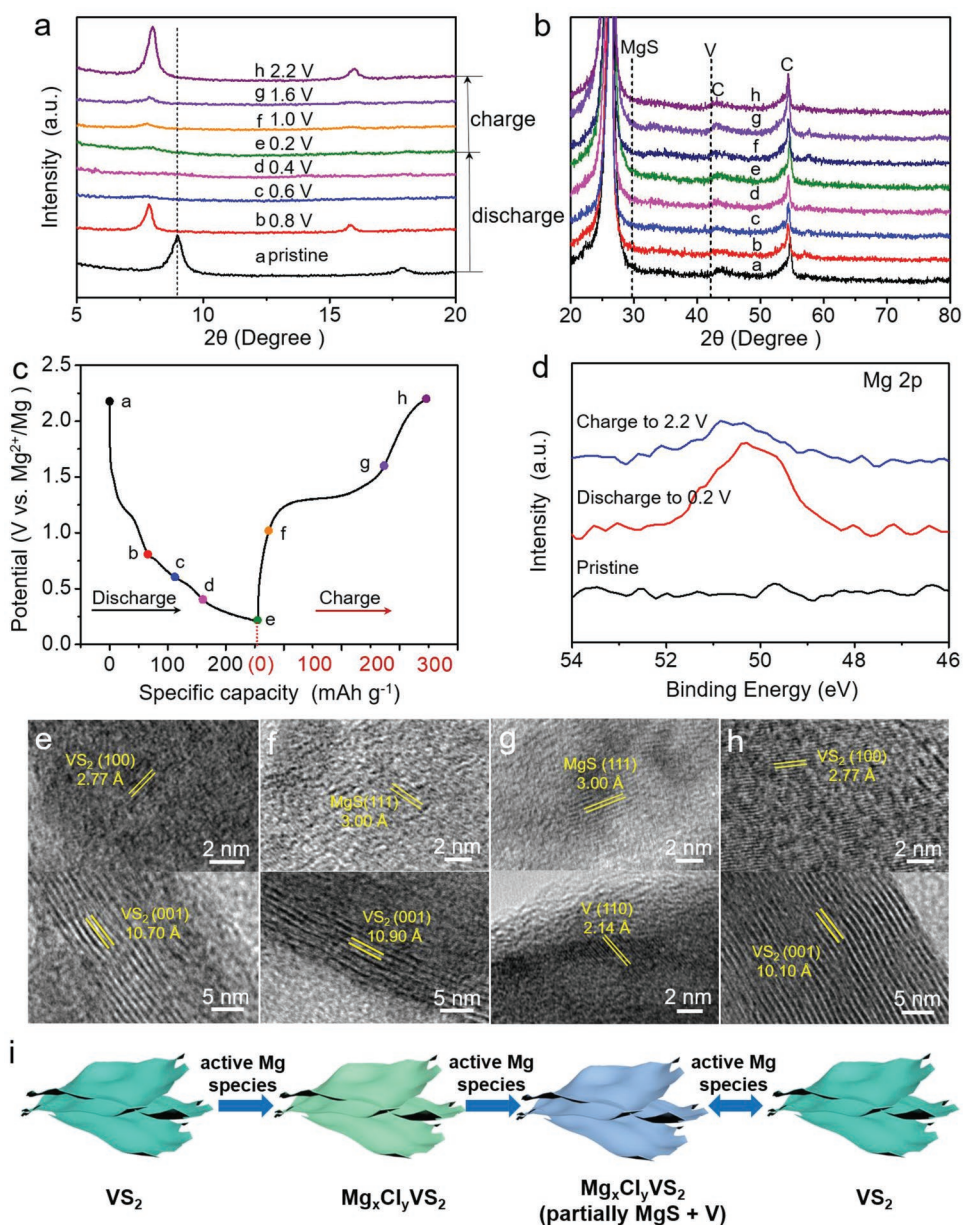 a
Intensity (a.u.)
h 2.2 V
g 1.6 V
f 1.0 V
e 0.2 V
d 0.4 V
c 0.6 V
b 0.8 V
a pristine
charge
discharge
5 10 15 20
2θ (Degree )
b
Intensity (a.u.)
MgS
V
C
C
h
g
f
e
d
c
b
a
20 30 40 50 60 70 80
2θ (Degree )
c
Potential (V vs. Mg²⁺/Mg )
2.5
2.0
1.5
1.0
0.5
0.0
a
b
c
d
e
f
g
h
Discharge
Charge
0 100 200 (0) 100 200 300
Specific capacity (mAh g⁻¹)
d
Mg 2p
Intensity (a.u.)
Charge to 2.2 V
Discharge to 0.2 V
Pristine
54 52 50 48 46
Binding Energy (eV)
e
VS₂ (100)
2.77 Å
2 nm
VS₂ (001)
10.70 Å
5 nm
f
MgS(111)
3.00 Å
2 nm
VS₂ (001)
10.90 Å
5 nm
g
MgS (111)
3.00 Å
2 nm
V (110)
2.14 Å
2 nm
h
VS₂ (100)
2.77 Å
2 nm
VS₂ (001)
10.10 Å
5 nm
i
active Mg
species
active Mg
species
active Mg
species
VS₂
MgₓClᵧVS₂
MgₓClᵧVS₂
(partially MgS + V)
VS₂